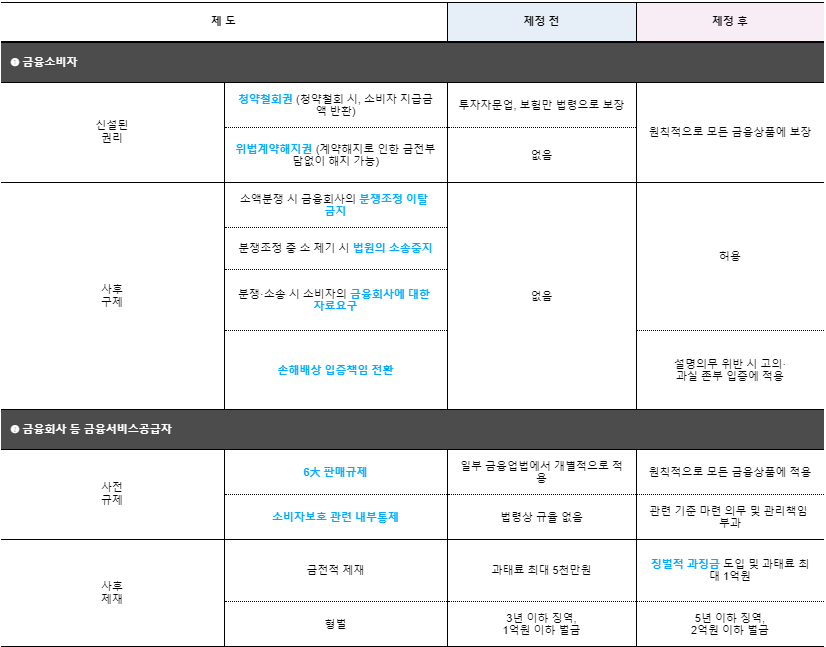 제 도
제정 전
제정 후
❶ 금융소비자
신설된
권리
청약철회권 (청약철회 시, 소비자 지급금
액 반환)
투자자문업, 보험만 법령으로 보장
원칙적으로 모든 금융상품에 보장
위법계약해지권 (계약해지로 인한 금전부
담없이 해지 가능)
없음
사후
구제
소액분쟁 시 금융회사의 분쟁조정 이탈
금지
없음
허용
분쟁조정 중 소 제기 시 법원의 소송중지
분쟁·소송 시 소비자의 금융회사에 대한
자료요구
손해배상 입증책임 전환
설명의무 위반 시 고의·
과실 존부 입증에 적용
❷ 금융회사 등 금융서비스공급자
사전
규제
6大 판매규제
일부 금융업법에서 개별적으로 적
용
원칙적으로 모든 금융상품에 적용
소비자보호 관련 내부통제
법령상 규율 없음
관련 기준 마련 의무 및 관리책임
부과
사후
제재
금전적 제재
과태료 최대 5천만원
징벌적 과징금 도입 및 과태료 최
대 1억원
형벌
3년 이하 징역,
1억원 이하 벌금
5년 이하 징역,
2억원 이하 벌금